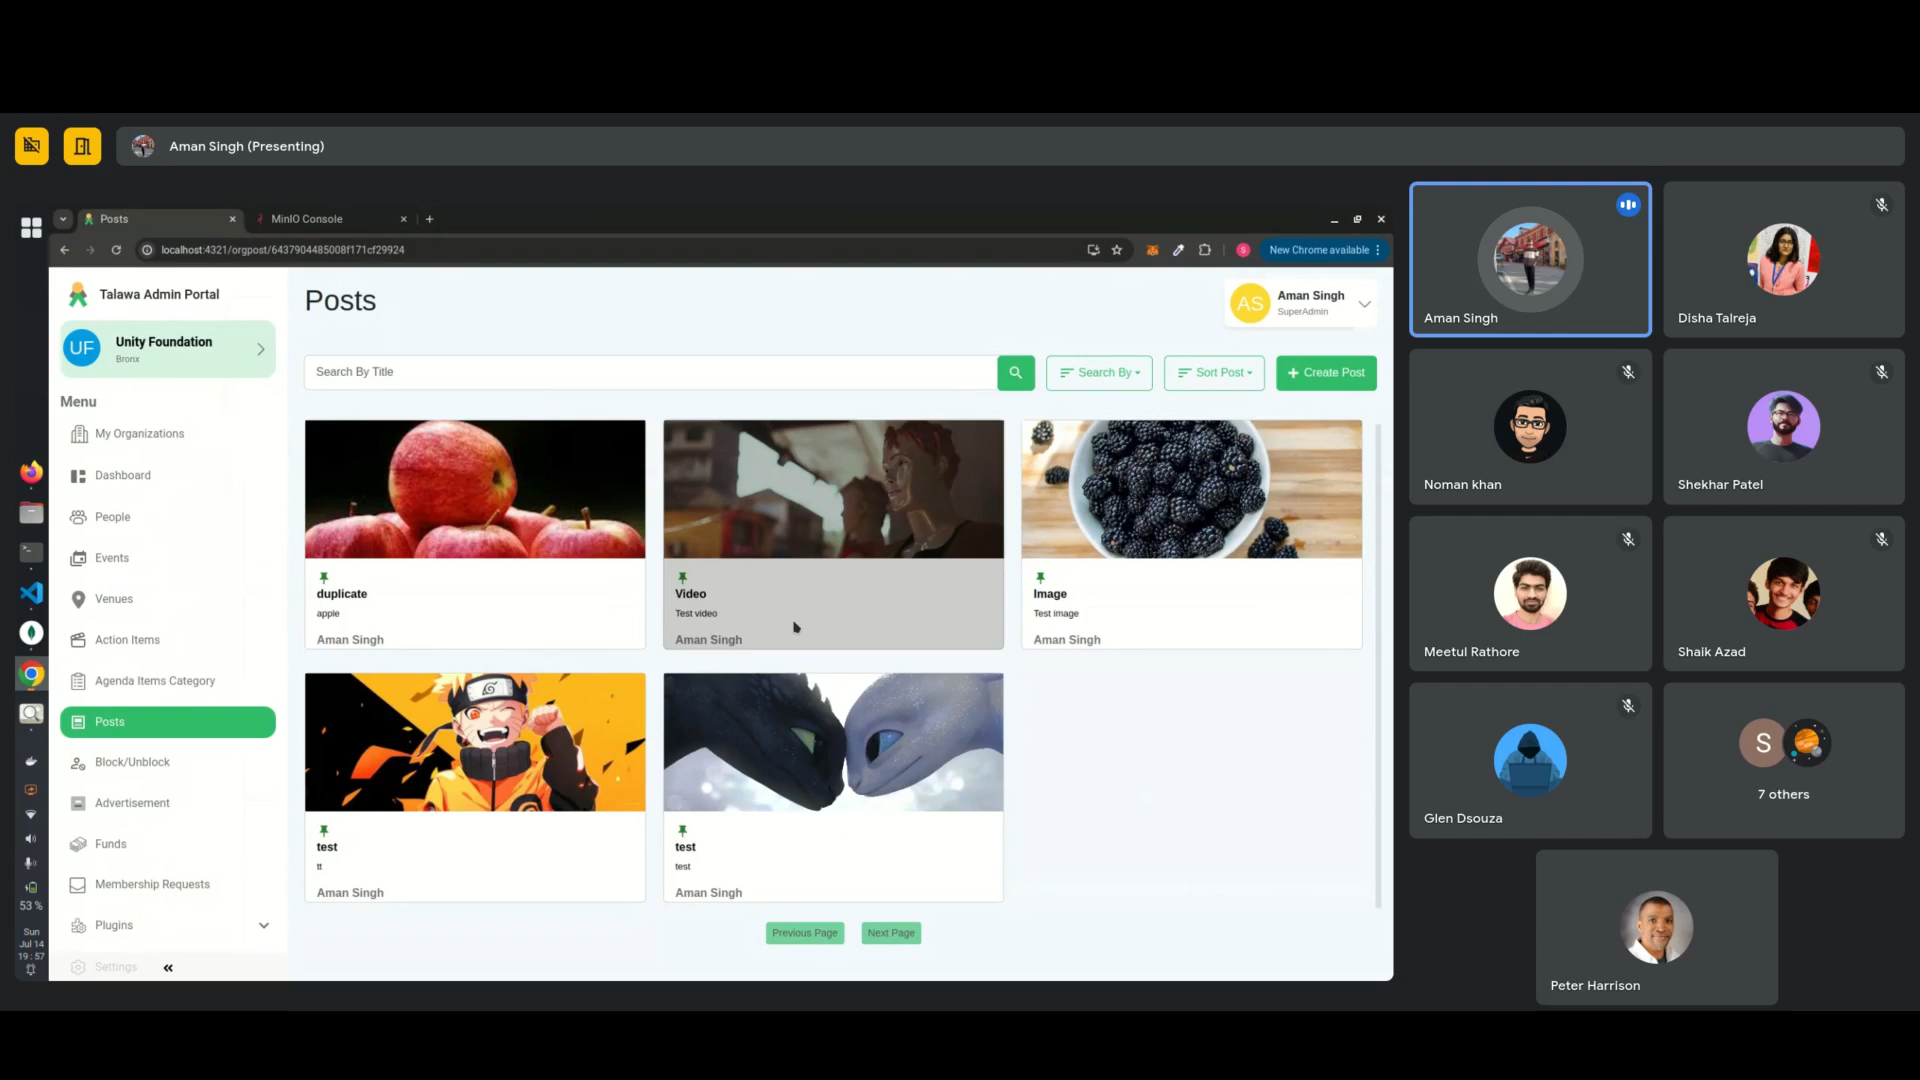 Aman Singh (Presenting)
Posts
MinIO Console
localhost:4321/orgpost/6437904485008f171cf29924
S
New Chrome available
Talawa Admin Portal
UF
Unity Foundation
Bronx
Menu
My Organizations
Dashboard
People
Events
Venues
Action Items
Agenda Items Category
Posts
Block/Unblock
Advertisement
Funds
Membership Requests
Plugins
Settings
53 %
Sun
Jul 14
19 : 57
Posts
AS
Aman Singh
SuperAdmin
Search By Title
Search By
Sort Post
+ Create Post
duplicate
apple
Aman Singh
Video
Test video
Aman Singh
Image
Test image
Aman Singh
test
tt
Aman Singh
test
test
Aman Singh
Previous Page
Next Page
Aman Singh
Disha Talreja
Noman khan
Shekhar Patel
Meetul Rathore
Shaik Azad
Glen Dsouza
S
7 others
Peter Harrison